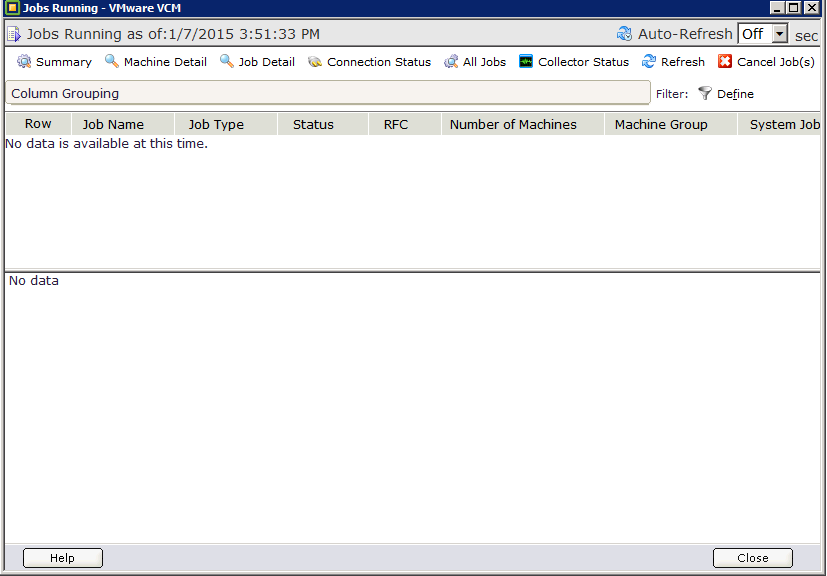 Jobs Running - VMware VCM
Jobs Running as of:1/7/2015 3:51:33 PM Auto-Refresh Off sec
Summary Machine Detail Job Detail Connection Status All Jobs Collector Status Refresh Cancel Job(s)
Column Grouping Filter: Define
Row Job Name Job Type Status RFC Number of Machines Machine Group System Job
No data is available at this time.
No data
Help Close